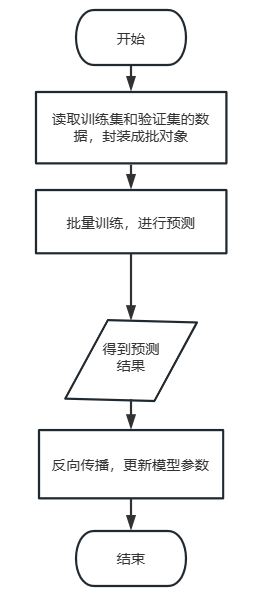 开始
读取训练集和验证集的数
据，封装成批对象
批量训练，进行预测
得到预测
结果
反向传播，更新模型参数
结束